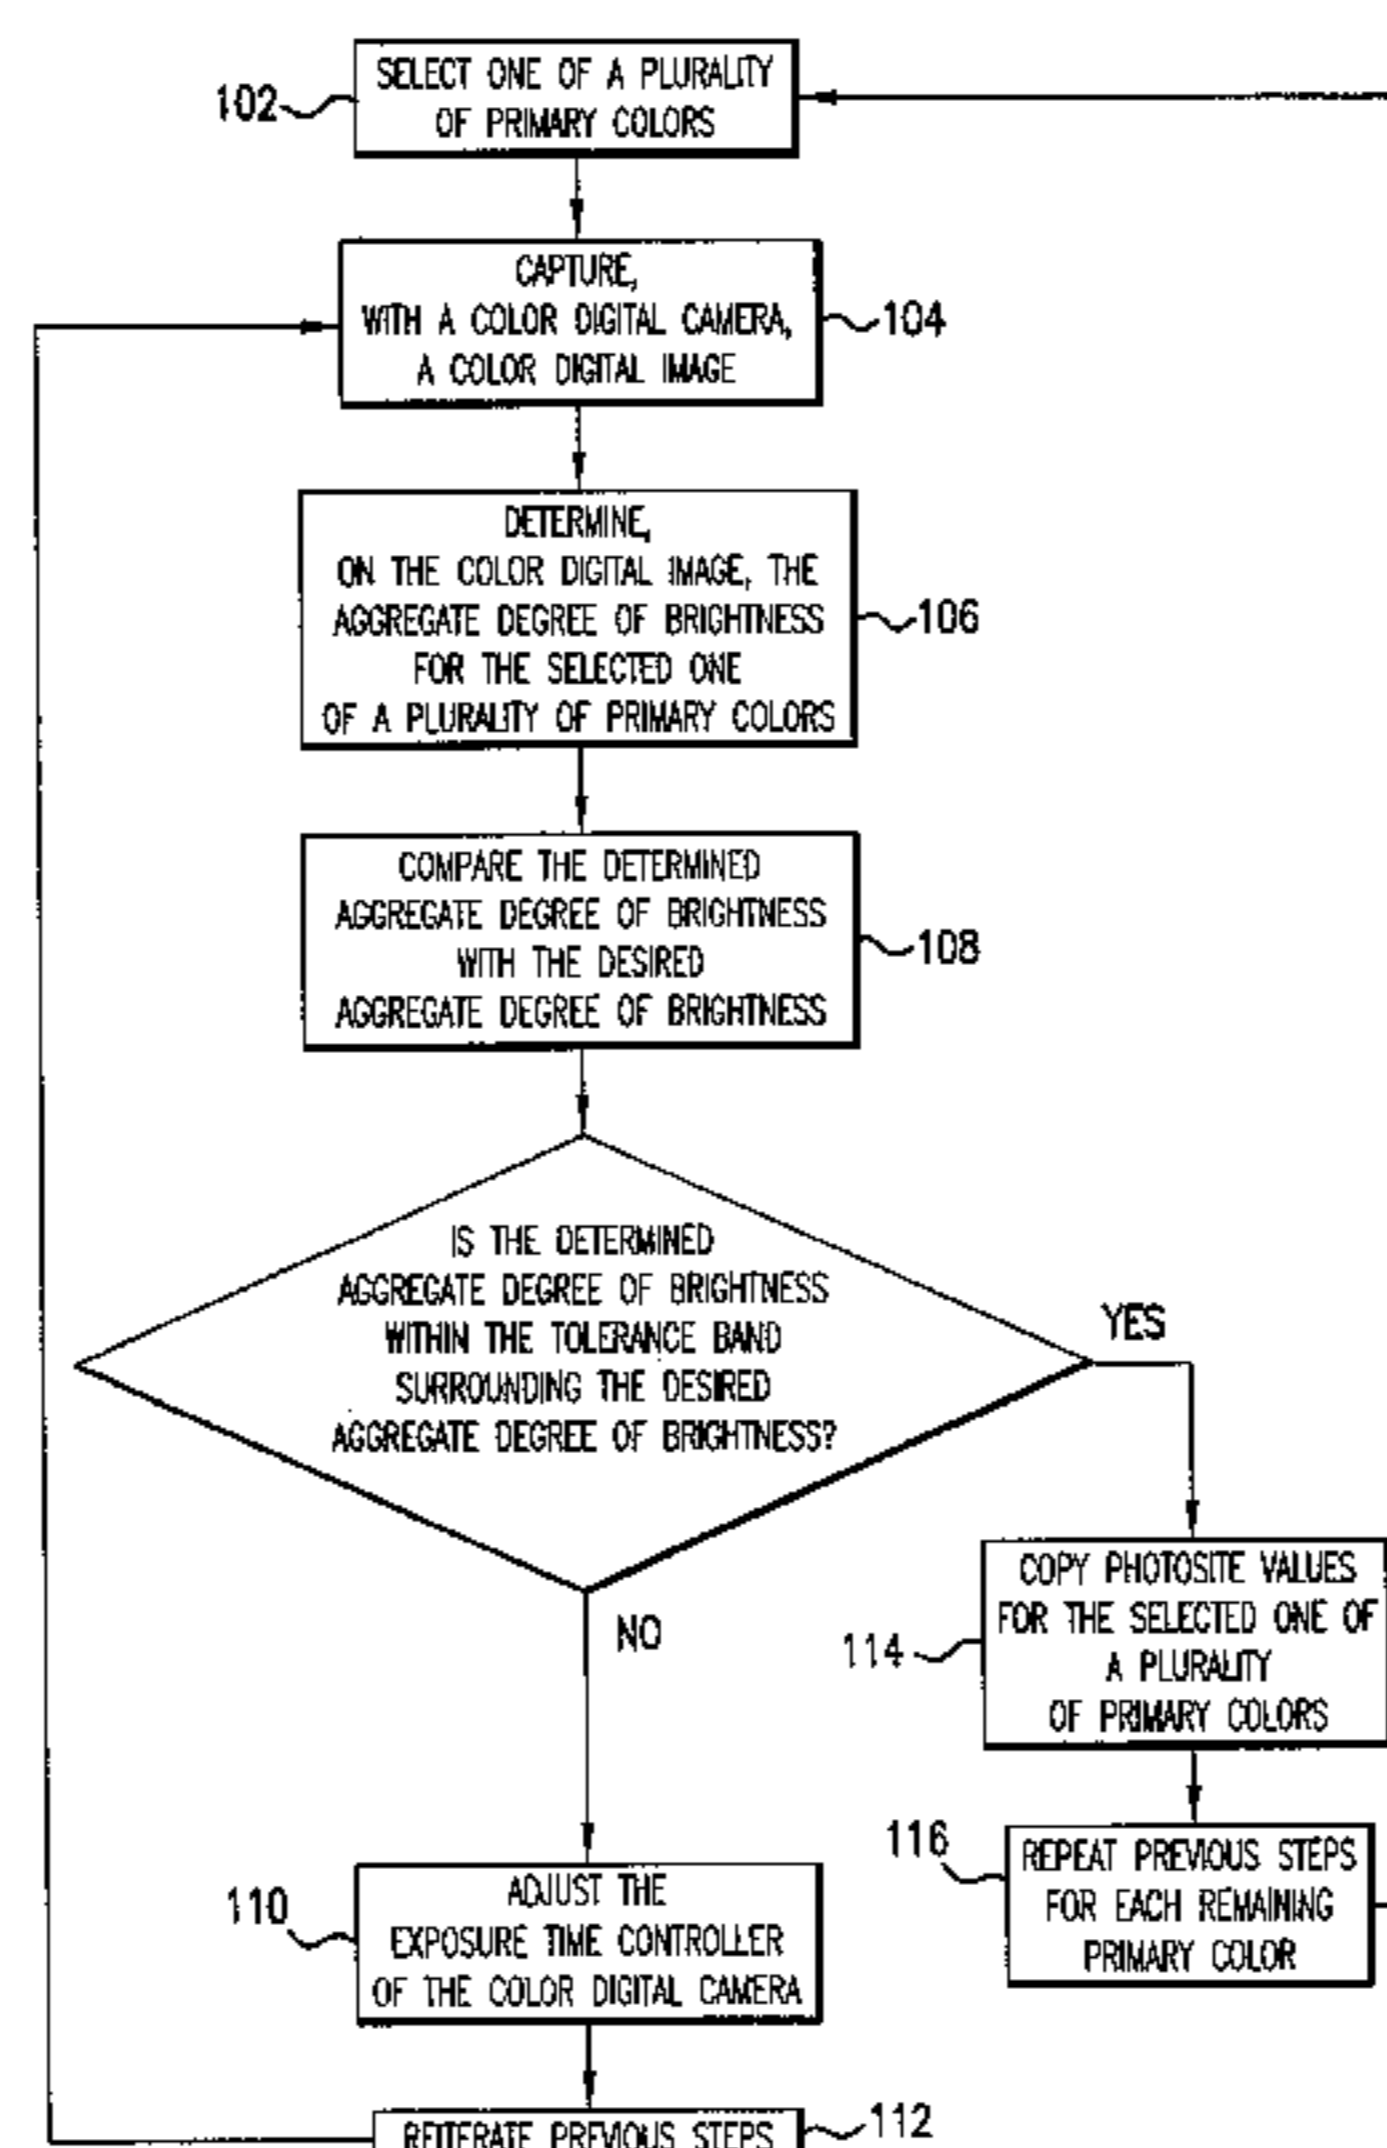 SELECT ONE OF A PLURALITY
OF PRIMARY COLORS
102
CAPTURE,
WITH A COLOR DIGITAL CAMERA,
A COLOR DIGITAL IMAGE
104
DETERMINE,
ON THE COLOR DIGITAL IMAGE, THE
AGGREGATE DEGREE OF BRIGHTNESS
FOR THE SELECTED ONE
OF A PLURALITY OF PRIMARY COLORS
106
COMPARE THE DETERMINED
AGGREGATE DEGREE OF BRIGHTNESS
WITH THE DESIRED
AGGREGATE DEGREE OF BRIGHTNESS
108
IS THE DETERMINED
AGGREGATE DEGREE OF BRIGHTNESS
WITHIN THE TOLERANCE BAND
SURROUNDING THE DESIRED
AGGREGATE DEGREE OF BRIGHTNESS?
YES
NO
COPY PHOTOSITE VALUES
FOR THE SELECTED ONE OF
A PLURALITY
OF PRIMARY COLORS
114
116
REPEAT PREVIOUS STEPS
FOR EACH REMAINING
PRIMARY COLOR
110
ADJUST THE
EXPOSURE TIME CONTROLLER
OF THE COLOR DIGITAL CAMERA
REITERATE PREVIOUS STEPS
112